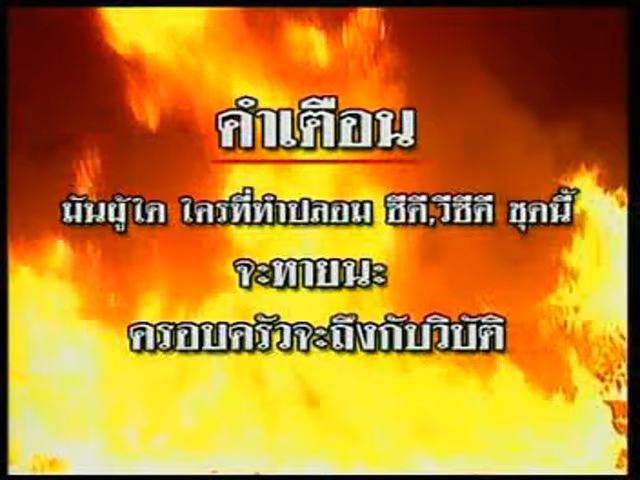 คำเตือน
มันผู้ใด ใครที่ทำปลอม ซีดี,วีซีดี ชุดนี้
จะหายนะ
ครอบครัวจะถึงกับวิบัติ